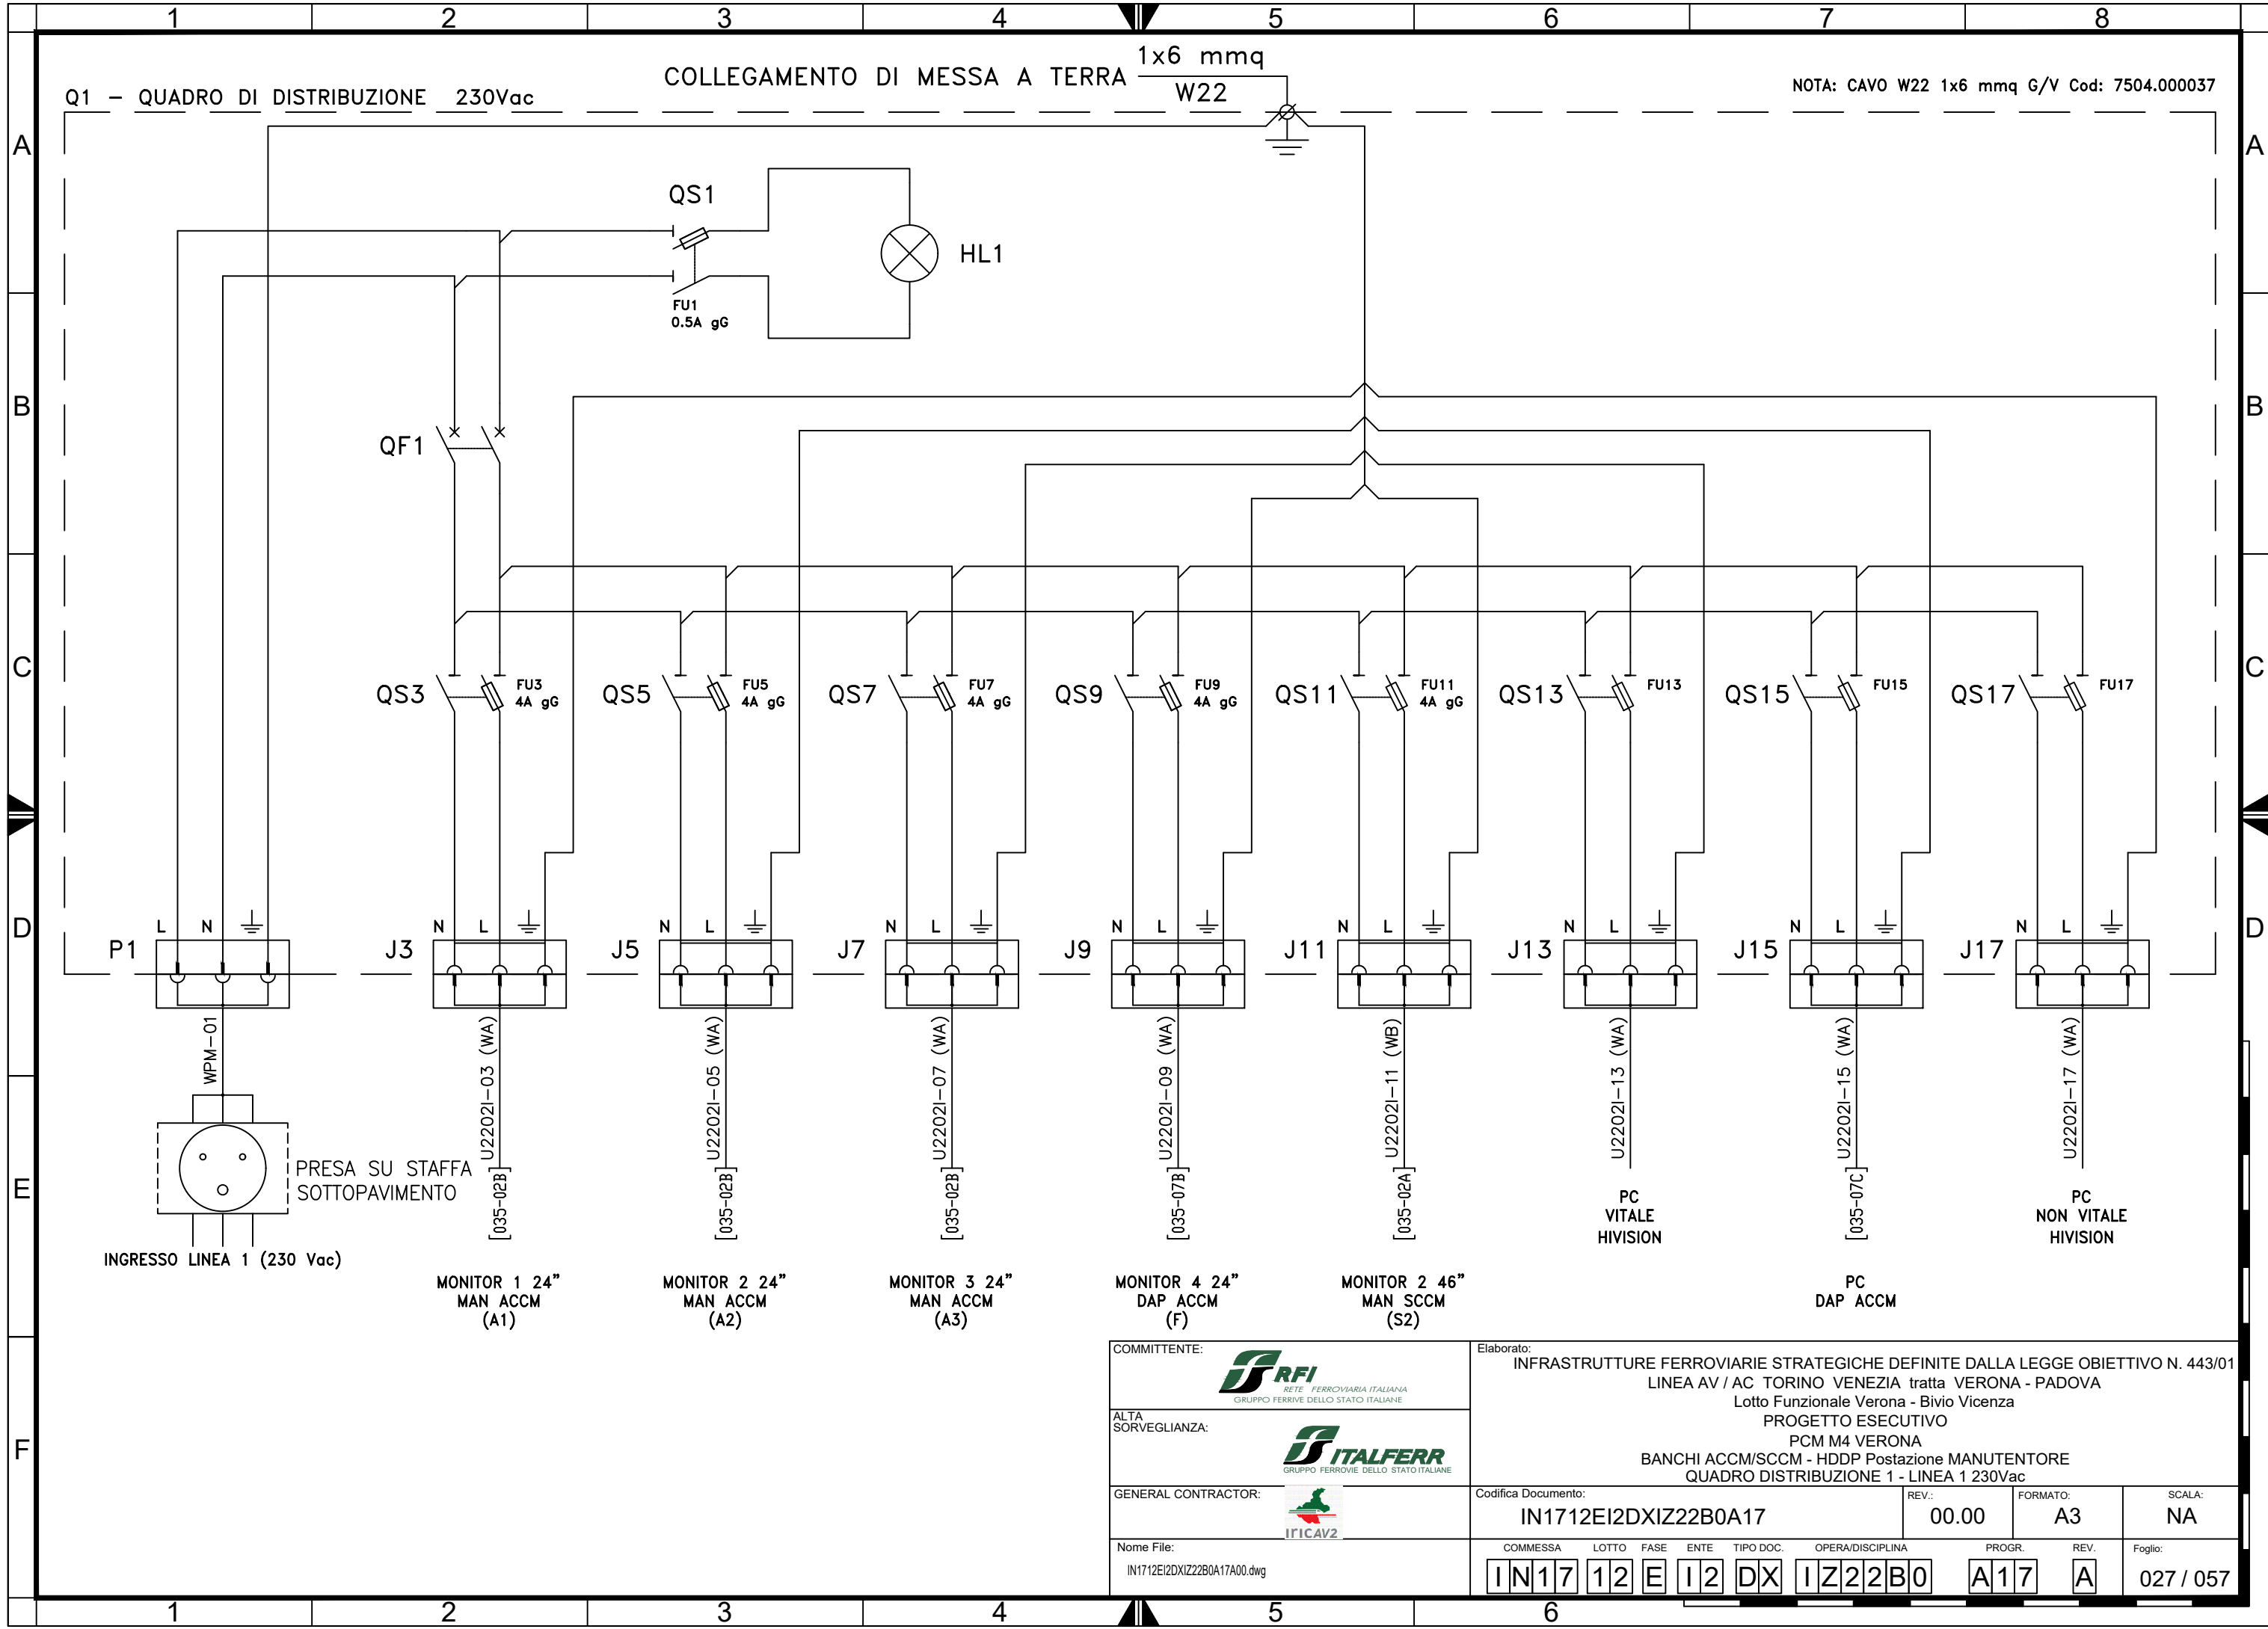 1 2 3 4 5 6 7 8
A
B
C
D
E
F
A
B
C
D
COLLEGAMENTO DI MESSA A TERRA
1x6 mmq
W22
NOTA: CAVO W22 1x6 mmq G/V Cod: 7504.000037
Q1 - QUADRO DI DISTRIBUZIONE 230Vac
QS1
HL1
FU1
0.5A gG
QF1
QS3
FU3
4A gG
QS5
FU5
4A gG
QS7
FU7
4A gG
QS9
FU9
4A gG
QS11
FU11
4A gG
QS13
FU13
QS15
FU15
QS17
FU17
P1
L N
J3
N L
J5
N L
J7
N L
J9
N L
J11
N L
J13
N L
J15
N L
J17
N L
WPM-01
U2202I-03 (WA)
U2202I-05 (WA)
U2202I-07 (WA)
U2202I-09 (WA)
U2202I-11 (WB)
U2202I-13 (WA)
U2202I-15 (WA)
U2202I-17 (WA)
PRESA SU STAFFA
SOTTOPAVIMENTO
INGRESSO LINEA 1 (230 Vac)
[035-02B]
[035-02B]
[035-02B]
[035-07B]
[035-02A]
[035-07C]
MONITOR 1 24”
MAN ACCM
(A1)
MONITOR 2 24”
MAN ACCM
(A2)
MONITOR 3 24”
MAN ACCM
(A3)
MONITOR 4 24”
DAP ACCM
(F)
MONITOR 2 46”
MAN SCCM
(S2)
PC
VITALE
HIVISION
PC
DAP ACCM
PC
NON VITALE
HIVISION
COMMITTENTE:
RFI
RETE FERROVIARIA ITALIANA
GRUPPO FERRIVE DELLO STATO ITALIANE
ALTA
SORVEGLIANZA:
ITALFERR
GRUPPO FERROVIE DELLO STATO ITALIANE
GENERAL CONTRACTOR:
IricAV2
Nome File:
IN1712EI2DXIZ22B0A17A00.dwg
Elaborato:
INFRASTRUTTURE FERROVIARIE STRATEGICHE DEFINITE DALLA LEGGE OBIETTIVO N. 443/01
LINEA AV / AC TORINO VENEZIA tratta VERONA - PADOVA
Lotto Funzionale Verona - Bivio Vicenza
PROGETTO ESECUTIVO
PCM M4 VERONA
BANCHI ACCM/SCCM - HDDP Postazione MANUTENTORE
QUADRO DISTRIBUZIONE 1 - LINEA 1 230Vac
Codifica Documento:
IN1712EI2DXIZ22B0A17
REV.:
00.00
FORMATO:
A3
SCALA:
NA
COMMESSA LOTTO FASE ENTE TIPO DOC. OPERA/DISCIPLINA PROGR. REV.
IN17 12 E I2 DX IZ22B0 A17 A
Foglio:
027 / 057
1 2 3 4 5 6